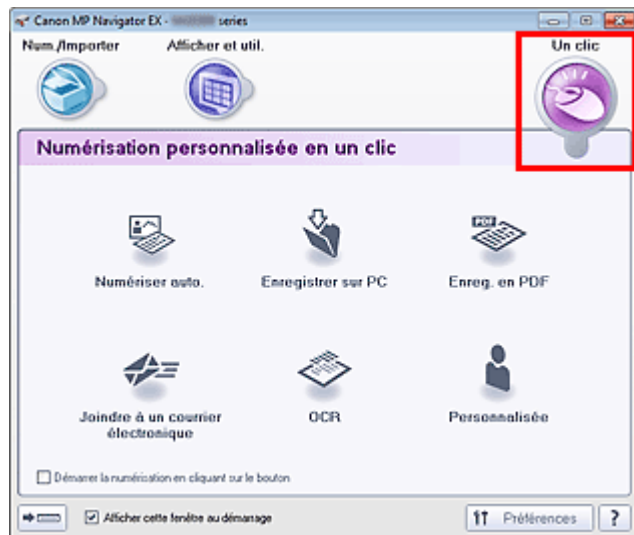 Canon MP Navigator EX - series
Num./Importer
Afficher et util.
Un clic
Numérisation personnalisée en un clic
Numériser auto.
Enregistrer sur PC
PDF
Enreg. en PDF
Joindre à un courrier
électronique
OCR
Personnalisée
Démarrer la numérisation en cliquant sur le bouton
Afficher cette fenêtre au démarrage
Préférences
?